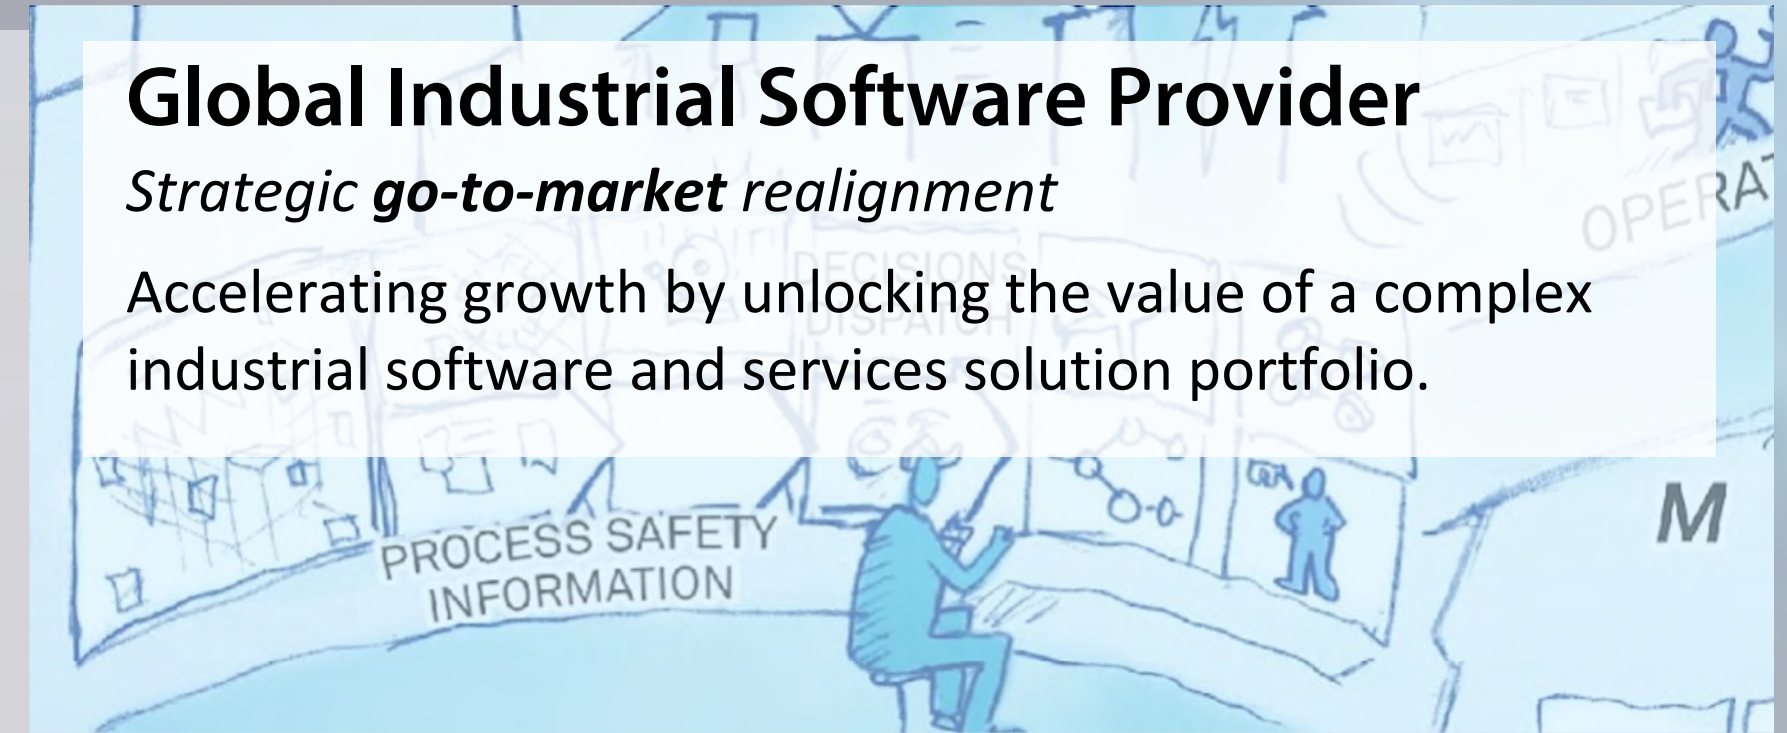 Global Industrial Software Provider
Strategic go-to-market realignment
Accelerating growth by unlocking the value of a complex
industrial software and services solution portfolio.
DECISIONS
DISPATCH
OPERAT
PROCESS SAFETY
INFORMATION
M